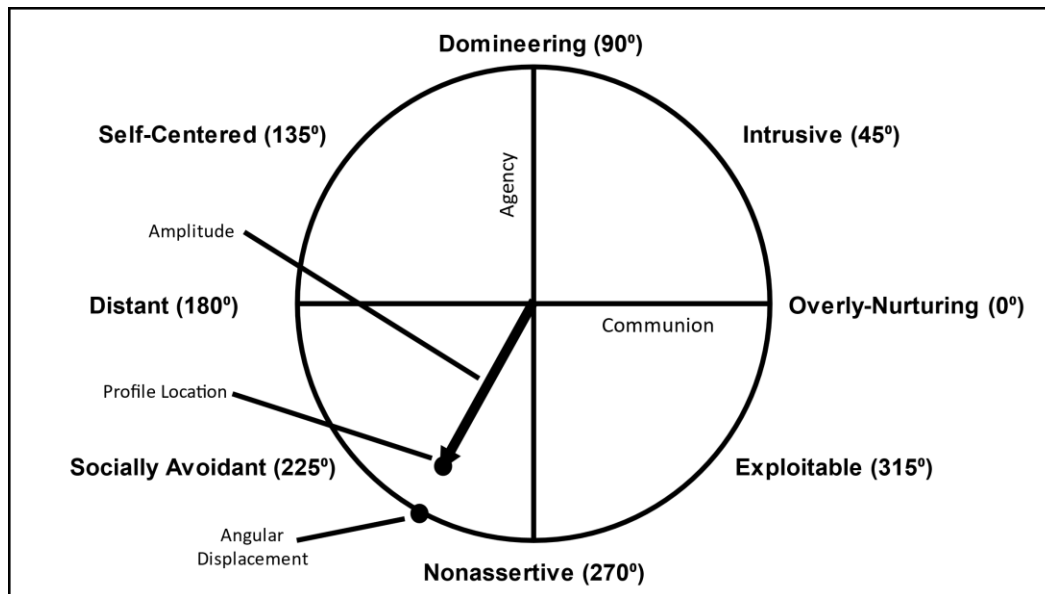 Domineering (90⁰)
Self-Centered (135⁰)
Intrusive (45⁰)
Agency
Amplitude
Distant (180⁰)
Overly-Nurturing (0⁰)
Communion
Profile Location
Socially Avoidant (225⁰)
Exploitable (315⁰)
Angular
Displacement
Nonassertive (270⁰)